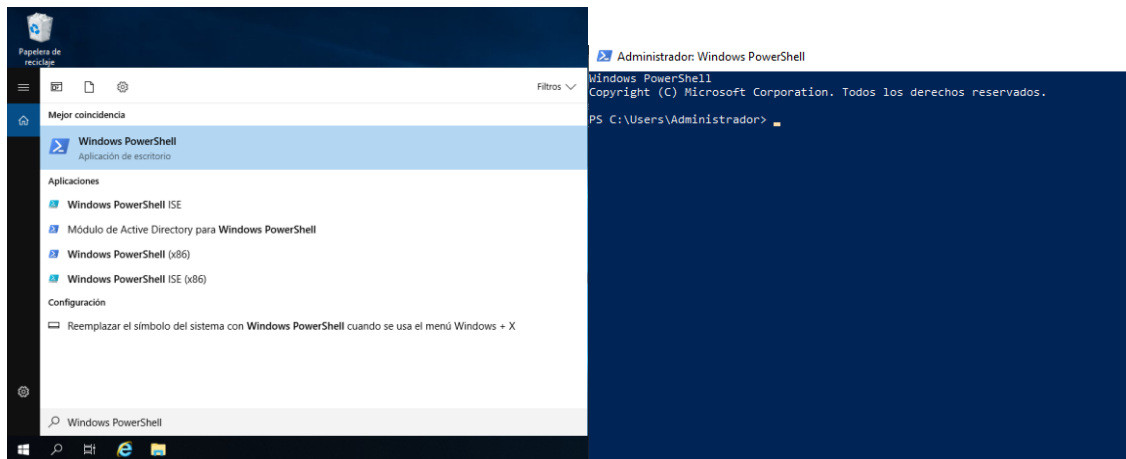 Papelera de
reciclaje
Filtros
Mejor coincidencia
Windows PowerShell
Aplicación de escritorio
Aplicaciones
Windows PowerShell ISE
Módulo de Active Directory para Windows PowerShell
Windows PowerShell (x86)
Windows PowerShell ISE (x86)
Configuración
Reemplazar el símbolo del sistema con Windows PowerShell cuando se usa el menú Windows + X
Windows PowerShell
Administrador: Windows PowerShell
Windows PowerShell
Copyright (C) Microsoft Corporation. Todos los derechos reservados.
PS C:\Users\Administrador> _